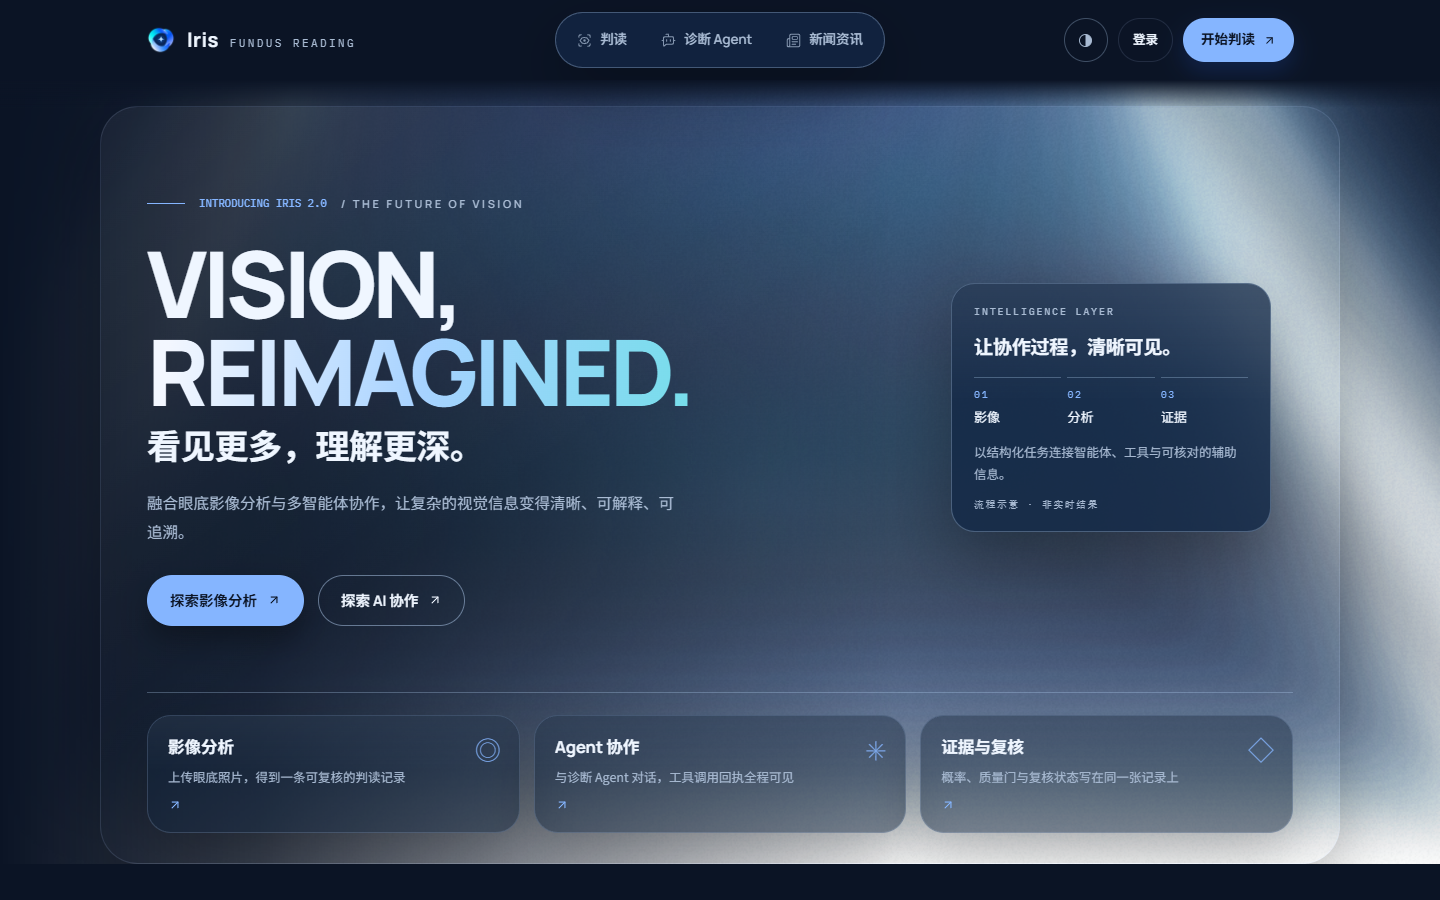 Iris FUNDUS READING
判读 诊断 Agent 新闻资讯
登录 开始判读
INTRODUCING IRIS 2.0 / THE FUTURE OF VISION
VISION,
REIMAGINED.
看见更多，理解更深。
融合眼底影像分析与多智能体协作，让复杂的视觉信息变得清晰、可解释、可
追溯。
探索影像分析 探索 AI 协作
INTELLIGENCE LAYER
让协作过程，清晰可见。
01 02 03
影像 分析 证据
以结构化任务连接智能体、工具与可核对的辅助
信息。
流程示意 · 非实时结果
影像分析
上传眼底照片，得到一条可复核的判读记录
Agent 协作
与诊断 Agent 对话，工具调用回执全程可见
证据与复核
概率、质量门与复核状态写在同一张记录上